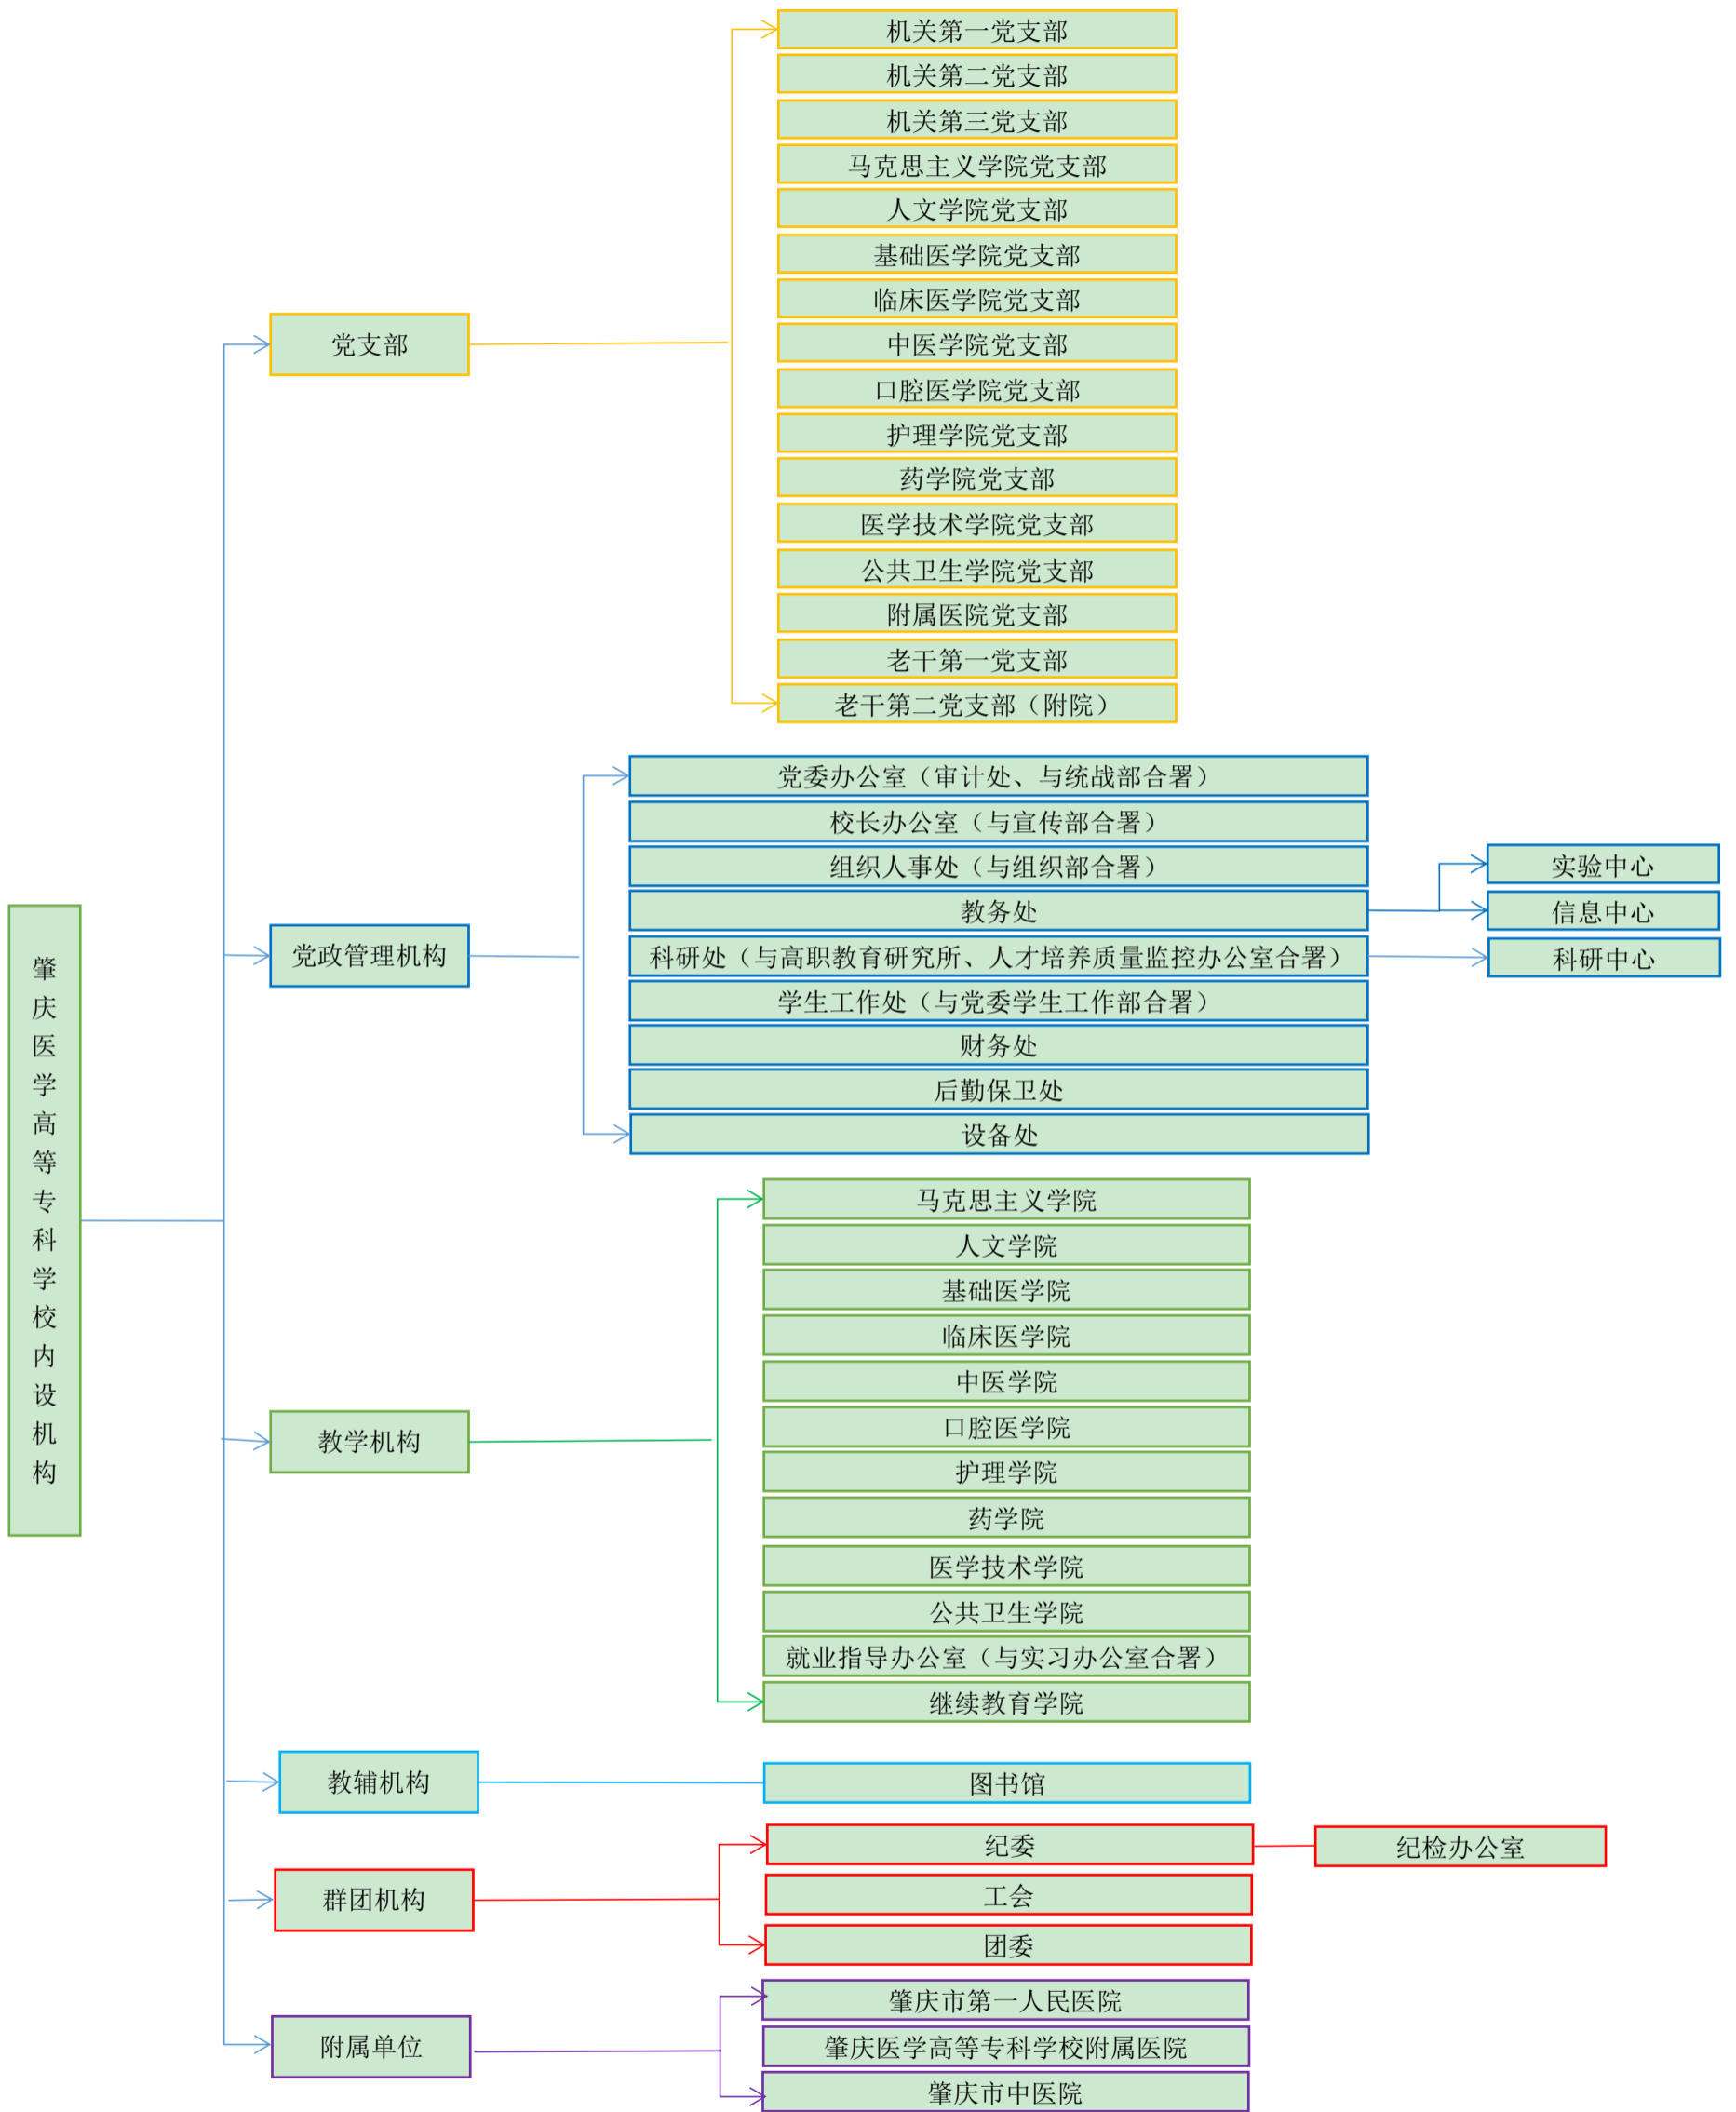 肇庆医学高等专科学校内设机构
党支部
机关第一党支部
机关第二党支部
机关第三党支部
马克思主义学院党支部
人文学院党支部
基础医学院党支部
临床医学院党支部
中医学院党支部
口腔医学院党支部
护理学院党支部
药学院党支部
医学技术学院党支部
公共卫生学院党支部
附属医院党支部
老干第一党支部
老干第二党支部（附院）
党政管理机构
党委办公室（审计处、与统战部合署）
校长办公室（与宣传部合署）
组织人事处（与组织部合署）
教务处
实验中心
信息中心
科研处（与高职教育研究所、人才培养质量监控办公室合署）
科研中心
学生工作处（与党委学生工作部合署）
财务处
后勤保卫处
设备处
教学机构
马克思主义学院
人文学院
基础医学院
临床医学院
中医学院
口腔医学院
护理学院
药学院
医学技术学院
公共卫生学院
就业指导办公室（与实习办公室合署）
继续教育学院
教辅机构
图书馆
群团机构
纪委
纪检办公室
工会
团委
附属单位
肇庆市第一人民医院
肇庆医学高等专科学校附属医院
肇庆市中医院